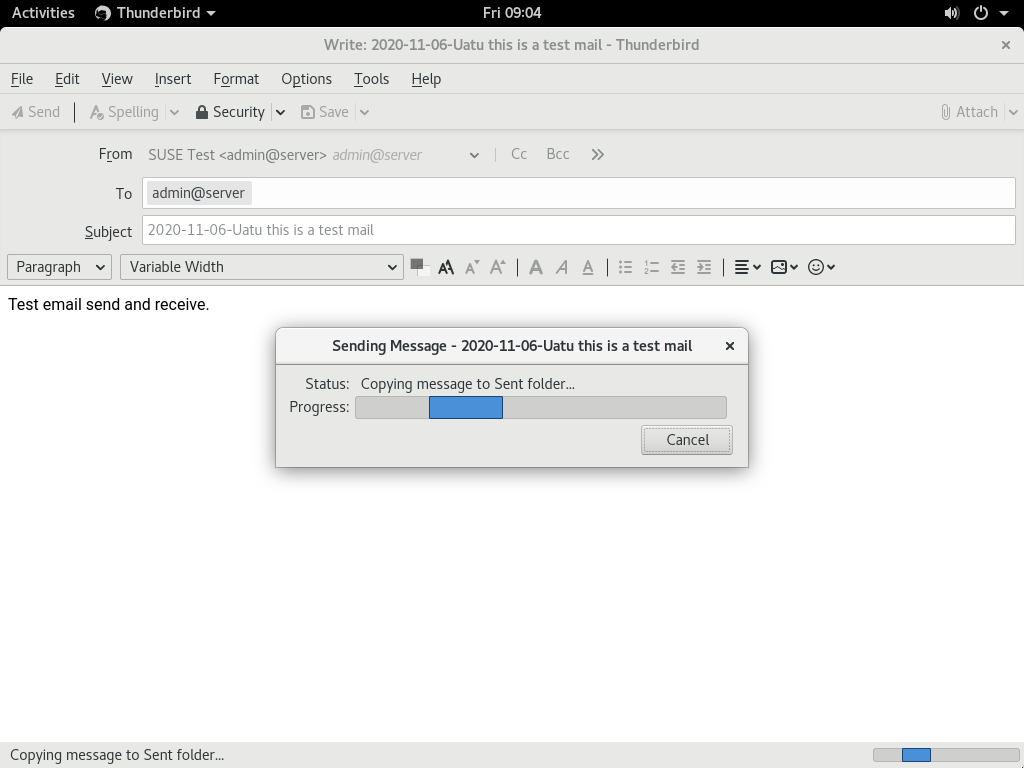 Activities Thunderbird Fri 09:04
Write: 2020-11-06-Uatu this is a test mail - Thunderbird
File Edit View Insert Format Options Tools Help
Send Spelling Security Save Attach
From SUSE Test <admin@server> admin@server Cc Bcc
To admin@server
Subject 2020-11-06-Uatu this is a test mail
Paragraph Variable Width
Test email send and receive.
Sending Message - 2020-11-06-Uatu this is a test mail
Status: Copying message to Sent folder...
Progress:
Cancel
Copying message to Sent folder...